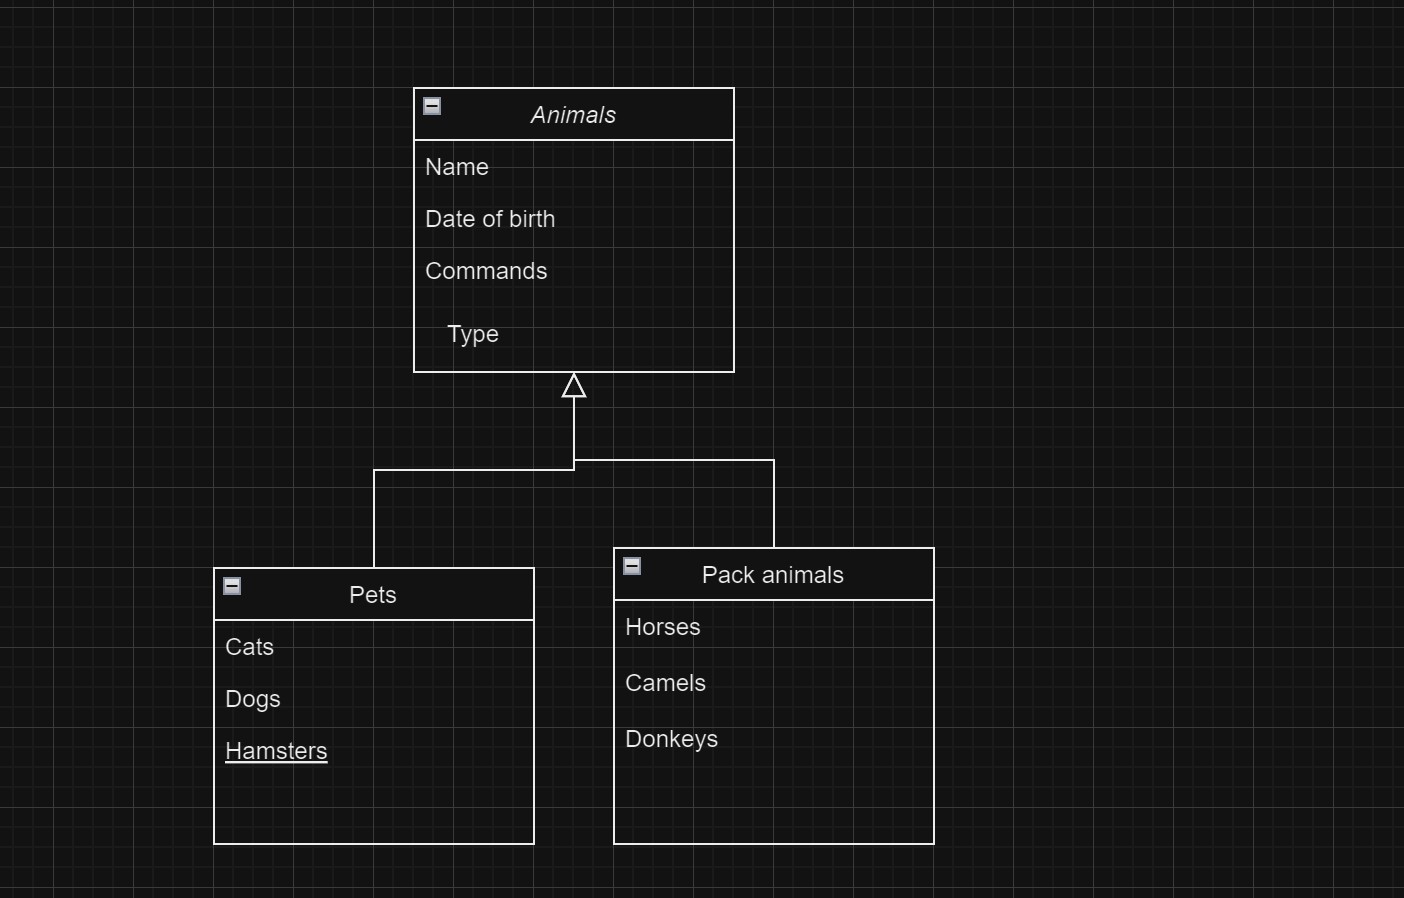 Animals
Name
Date of birth
Commands
Type
Pets
Cats
Dogs
Hamsters
Pack animals
Horses
Camels
Donkeys